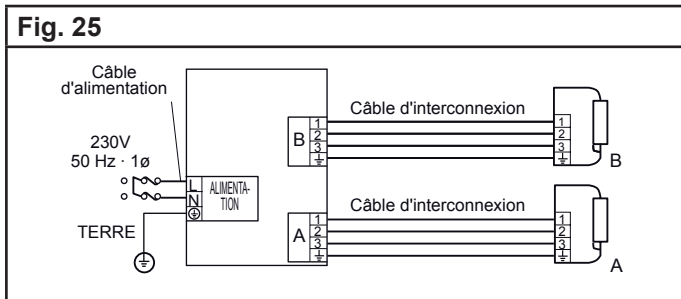 Fig. 25
Câble
d'alimentation
230V
50 Hz · 1ø
L
N
ALIMENTA-
TION
TERRE
B
1
2
3
Câble d'interconnexion
1
2
3
B
A
1
2
3
Câble d'interconnexion
1
2
3
A